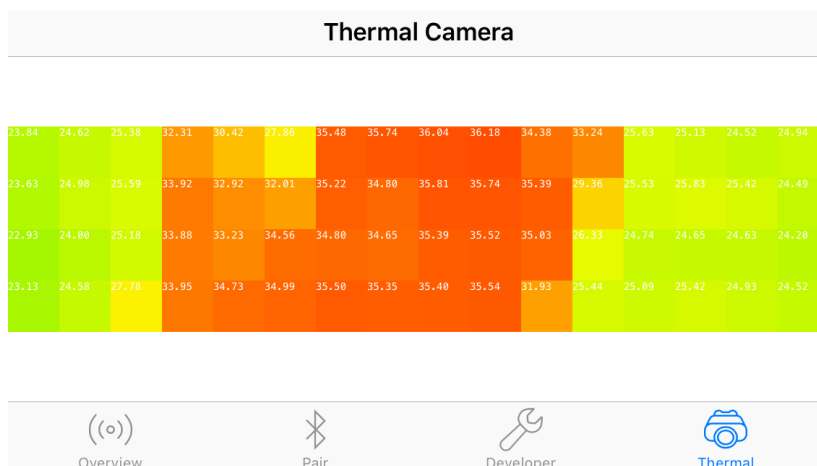 Thermal Camera
23.84 24.62 25.38 32.31 30.42 27.86 35.48 35.74 36.04 36.18 34.38 33.24 25.63 25.13 24.52 24.94
23.63 24.98 25.59 33.92 32.92 32.01 35.22 34.80 35.81 35.74 35.39 29.36 25.53 25.83 25.42 24.49
22.93 24.00 25.18 33.88 33.23 34.56 34.80 34.65 35.39 35.52 35.03 26.33 24.74 24.65 24.63 24.20
23.13 24.58 27.78 33.95 34.73 34.99 35.50 35.35 35.40 35.54 31.93 25.44 25.09 25.42 24.93 24.52
Overview Pair Developer Thermal